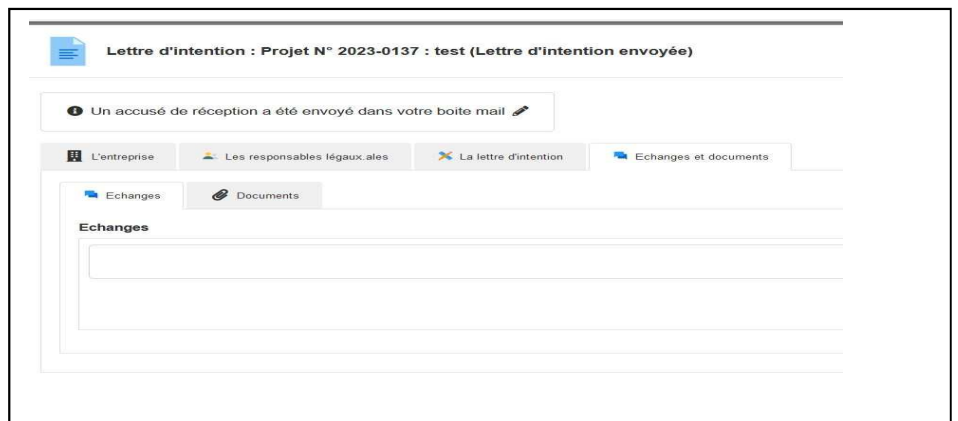 Lettre d'intention : Projet N° 2023-0137 : test (Lettre d'intention envoyée)
Un accusé de réception a été envoyé dans votre boite mail
L'entreprise Les responsables légaux.ales La lettre d'intention Echanges et documents
Echanges Documents
Echanges